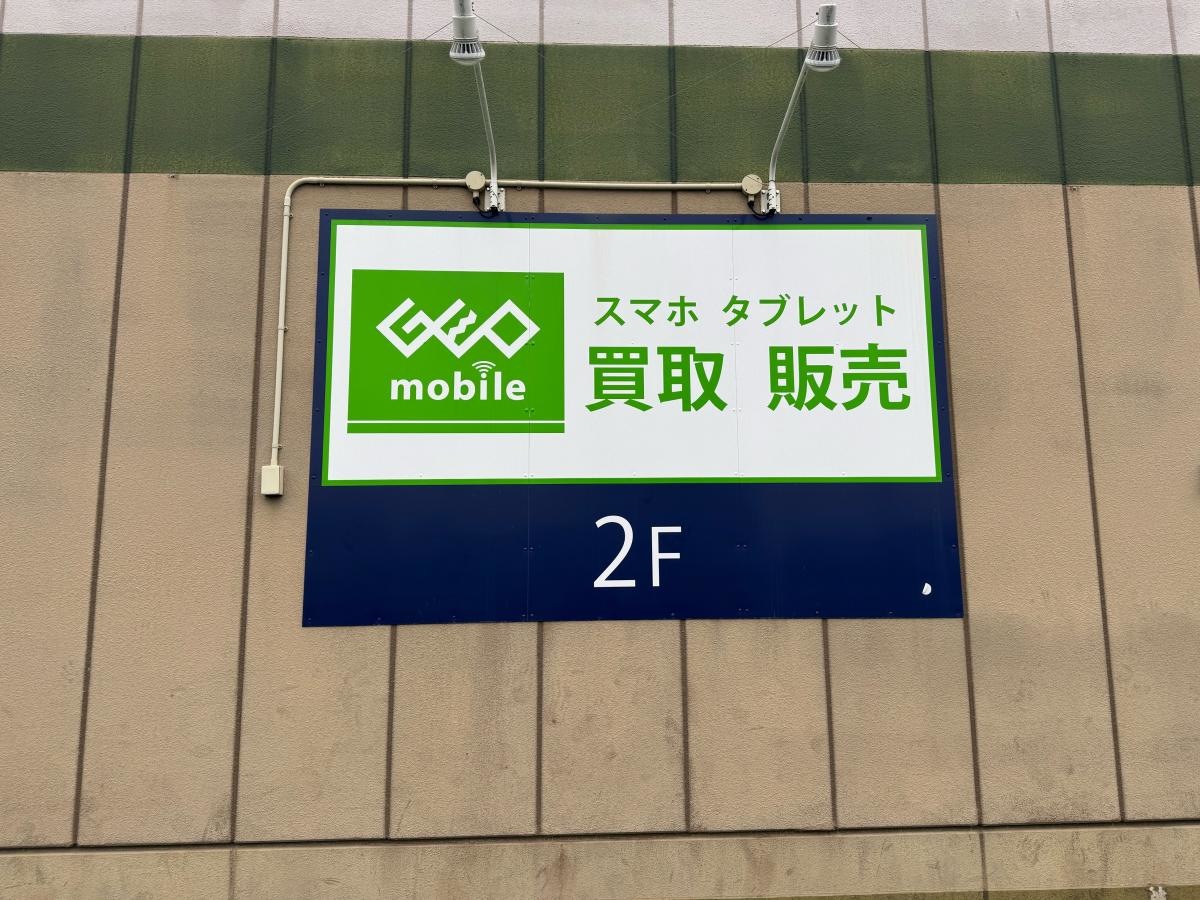 GEO
mobile
スマホ タブレット
買取 販売
2F